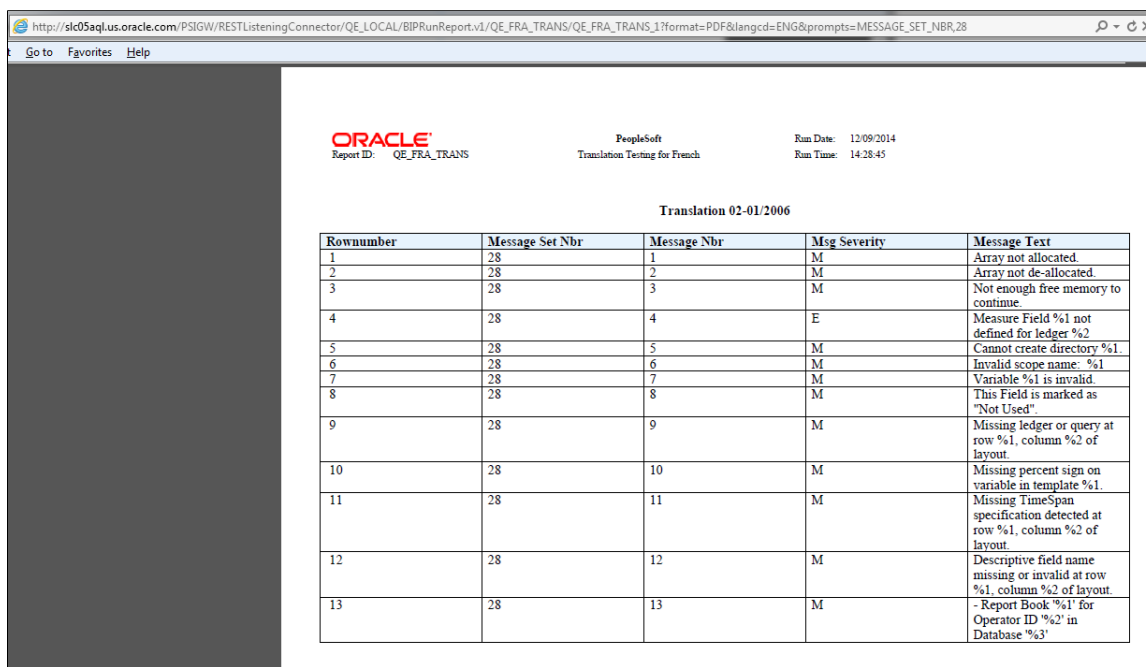 http://slc05aql.us.oracle.com/PSIGW/RESTListeningConnector/QE_LOCAL/BIPRunReport.v1/QE_FRA_TRANS/QE_FRA_TRANS_1?format=PDF&langcd=ENG&prompts=MESSAGE_SET_NBR,28
t Go to Favorites Help
ORACLE PeopleSoft Run Date: 12/09/2014
Report ID: QE_FRA_TRANS Translation Testing for French Run Time: 14:28:45
Translation 02-01/2006
Rownumber Message Set Nbr Message Nbr Msg Severity Message Text
1 28 1 M Array not allocated.
2 28 2 M Array not de-allocated.
3 28 3 M Not enough free memory to
continue.
4 28 4 E Measure Field %1 not
defined for ledger %2
5 28 5 M Cannot create directory %1.
6 28 6 M Invalid scope name: %1
7 28 7 M Variable %1 is invalid.
8 28 8 M This Field is marked as
"Not Used".
9 28 9 M Missing ledger or query at
row %1, column %2 of
layout.
10 28 10 M Missing percent sign on
variable in template %1.
11 28 11 M Missing TimeSpan
specification detected at
row %1, column %2 of
layout.
12 28 12 M Descriptive field name
missing or invalid at row
%1, column %2 of layout.
13 28 13 M - Report Book '%1' for
Operator ID '%2' in
Database '%3'